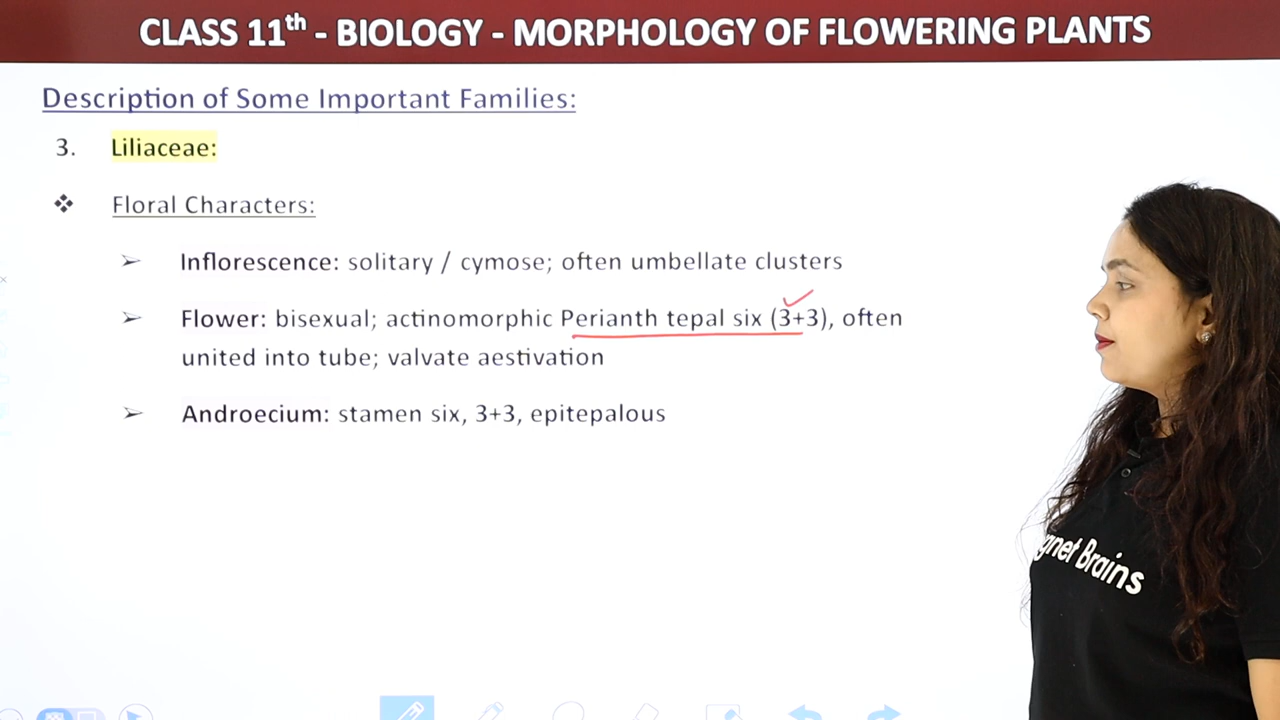 CLASS 11th - BIOLOGY - MORPHOLOGY OF FLOWERING PLANTS
Description of Some Important Families:
3. Liliaceae:
❖ Floral Characters:
➢ Inflorescence: solitary / cymose; often umbellate clusters
➢ Flower: bisexual; actinomorphic Perianth tepal six (3+3), often
united into tube; valvate aestivation
➢ Androecium: stamen six, 3+3, epitepalous
Brains